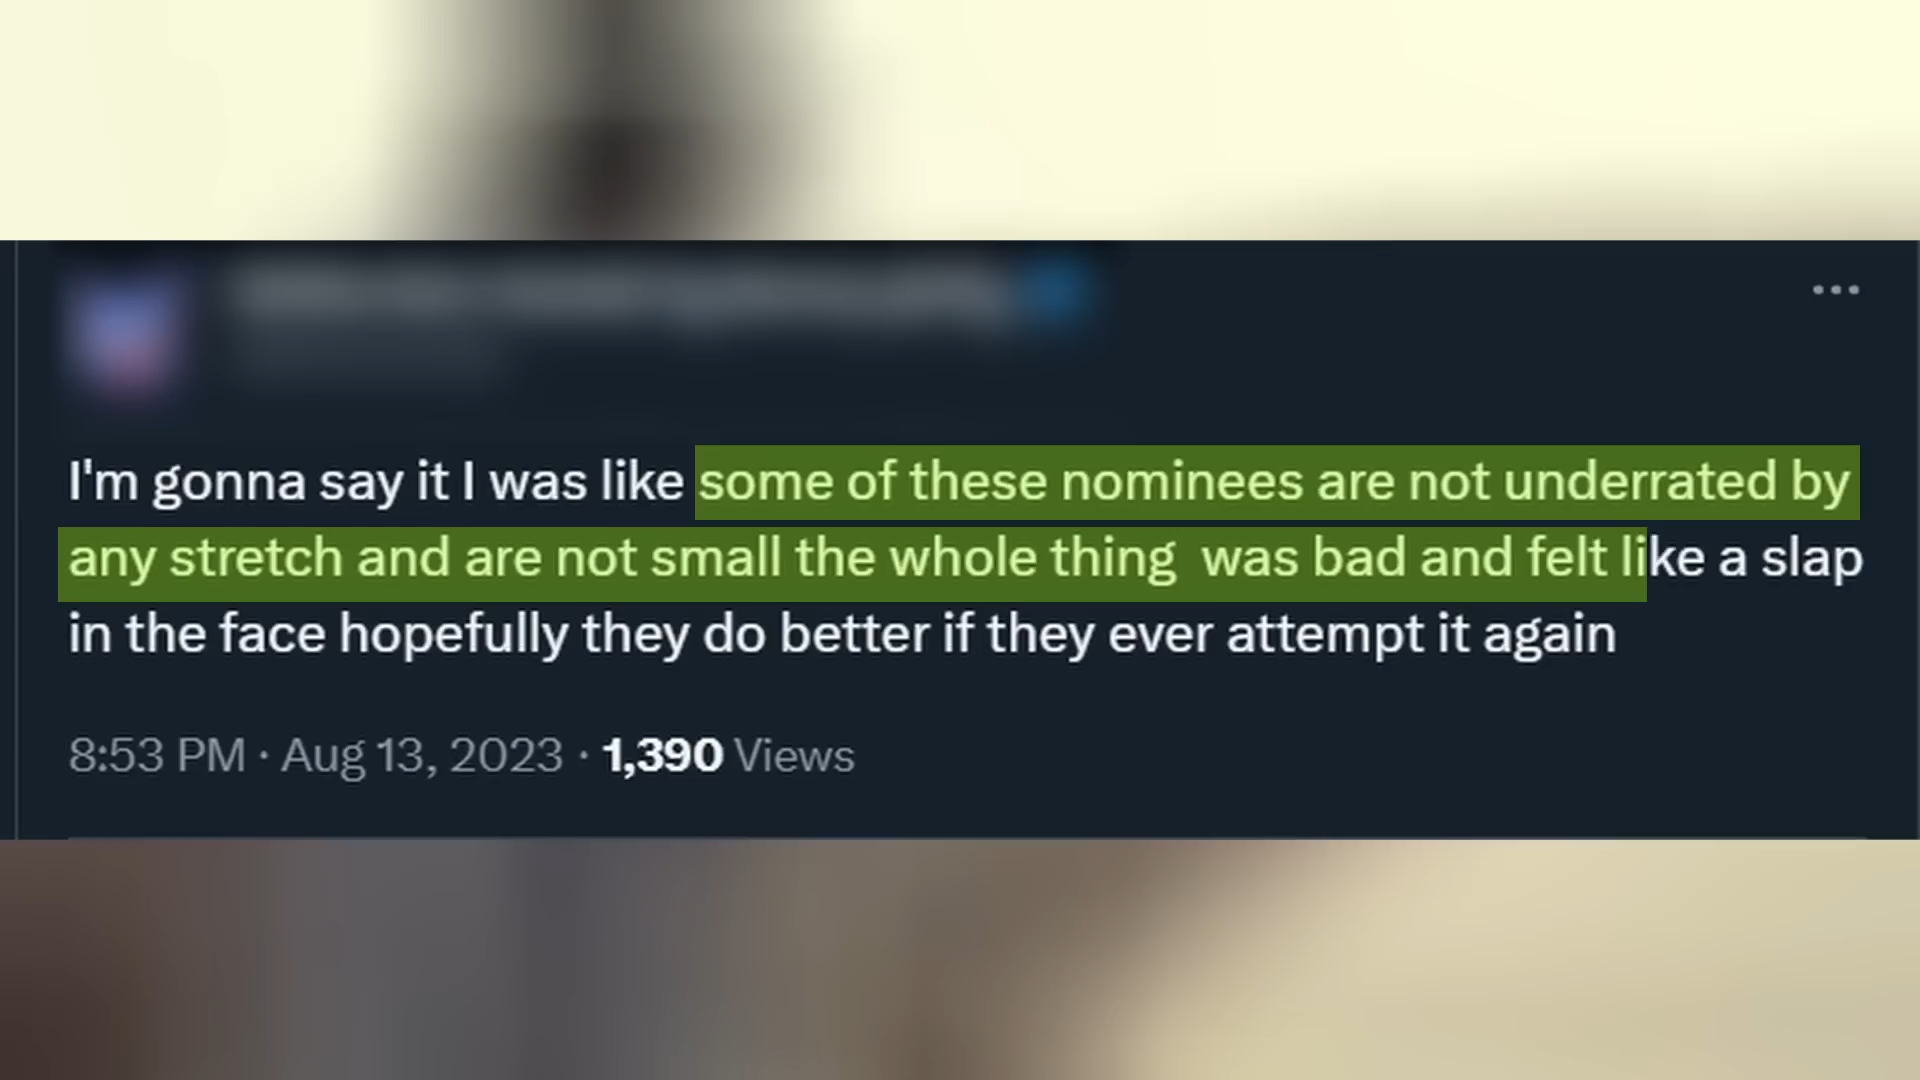 I'm gonna say it I was like some of these nominees are not underrated by
any stretch and are not small the whole thing  was bad and felt like a slap
in the face hopefully they do better if they ever attempt it again
8:53 PM · Aug 13, 2023 · 1,390 Views